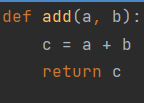 def add(a, b):
    c = a + b
    return c